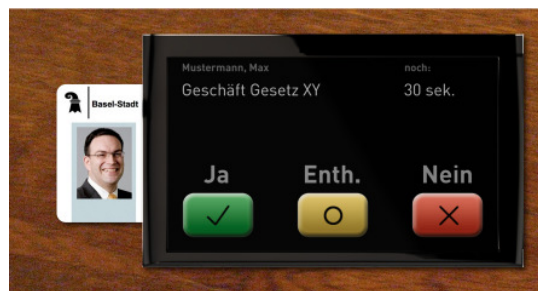 Mustermann, Max
noch:
Geschäft Gesetz XY
30 sek.
Basel-Stadt
Ja
Enth.
Nein